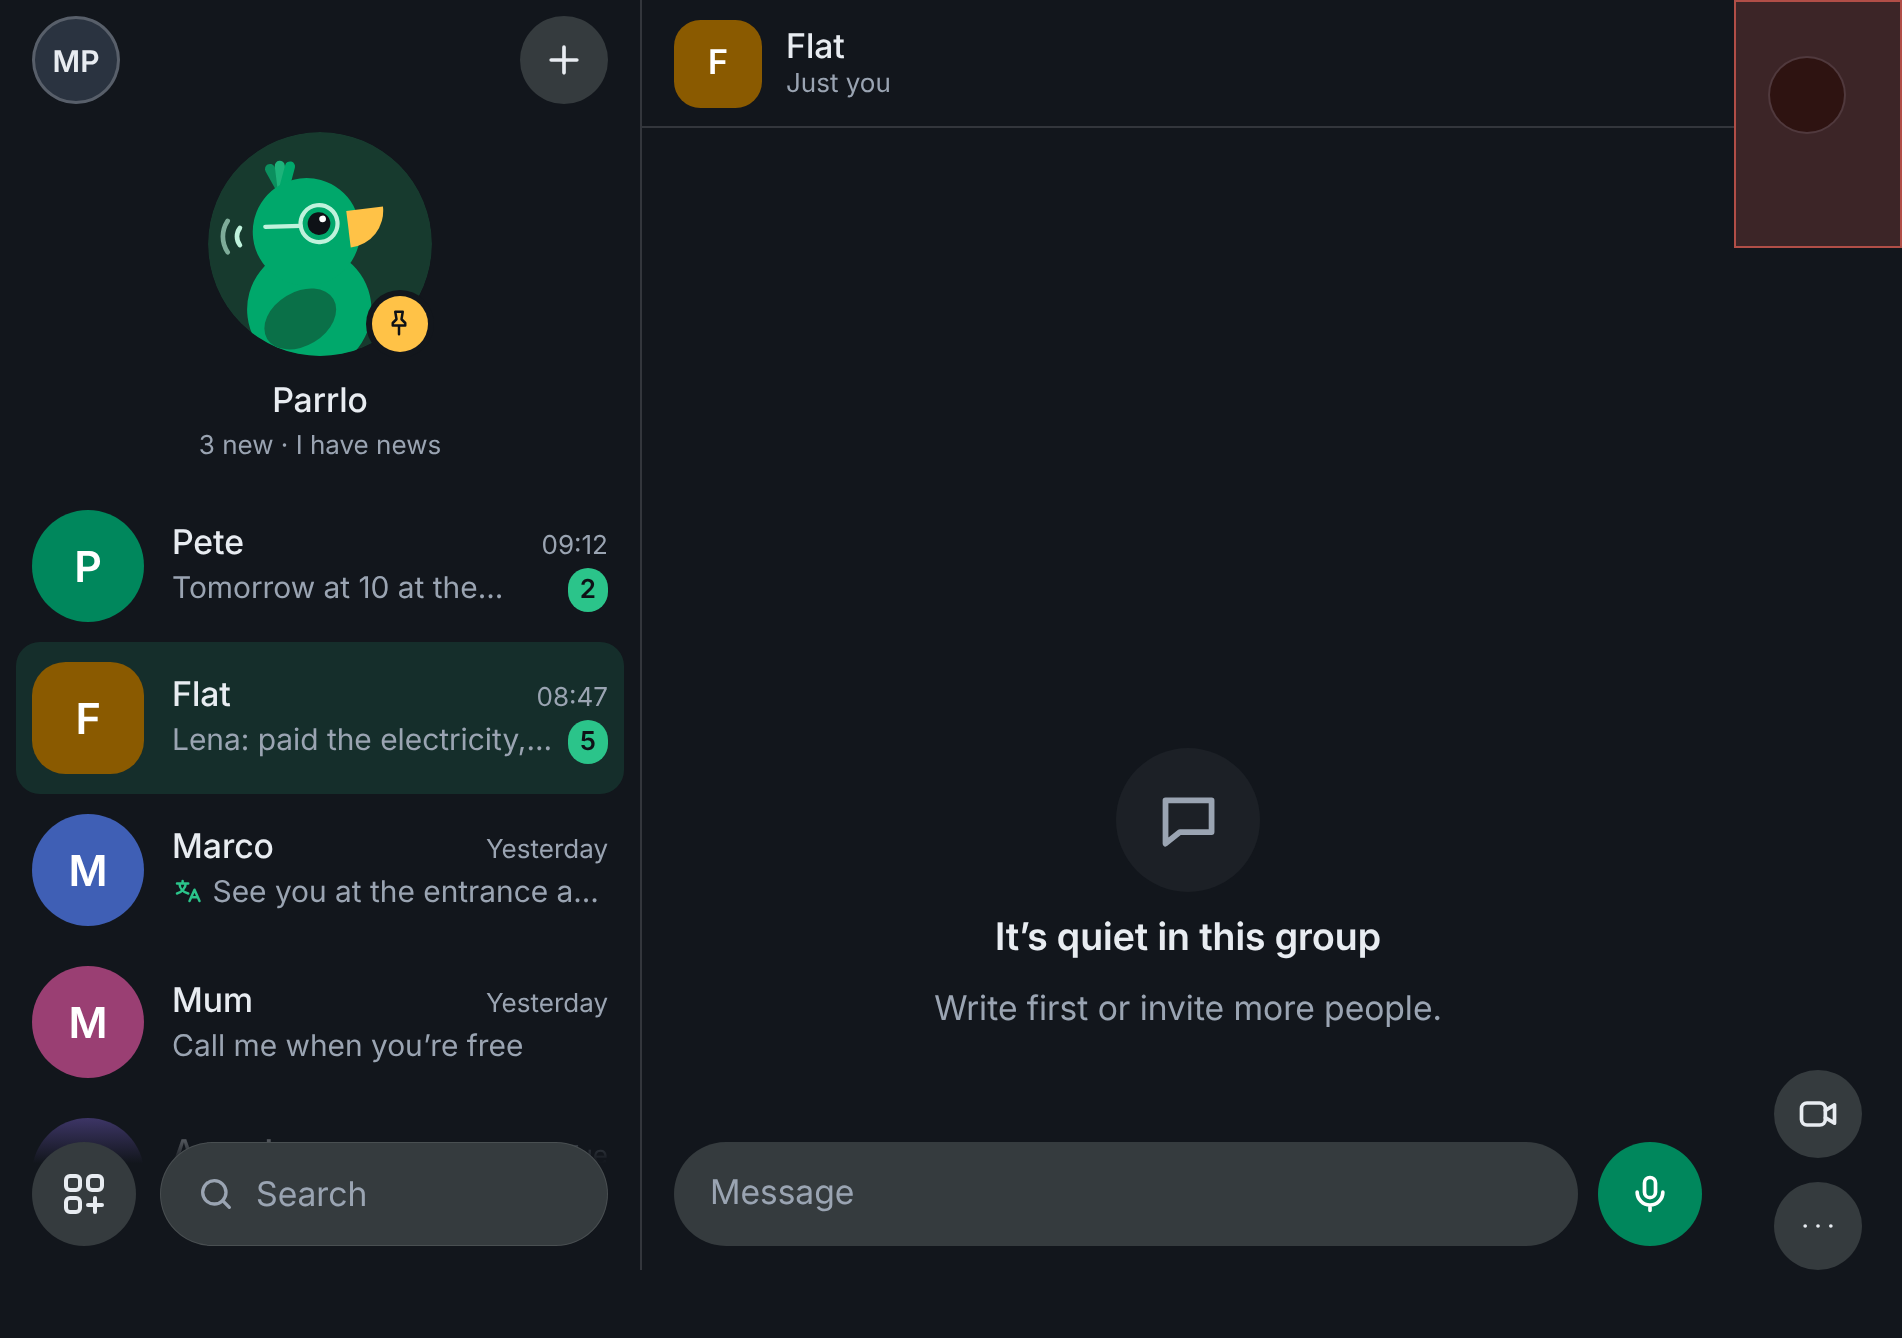 MP
Parrlo
3 new · I have news
P
Pete
09:12
Tomorrow at 10 at the...
2
F
Flat
08:47
Lena: paid the electricity,...
5
M
Marco
Yesterday
See you at the entrance a...
M
Mum
Yesterday
Call me when you’re free
Search
F
Flat
Just you
It’s quiet in this group
Write first or invite more people.
Message